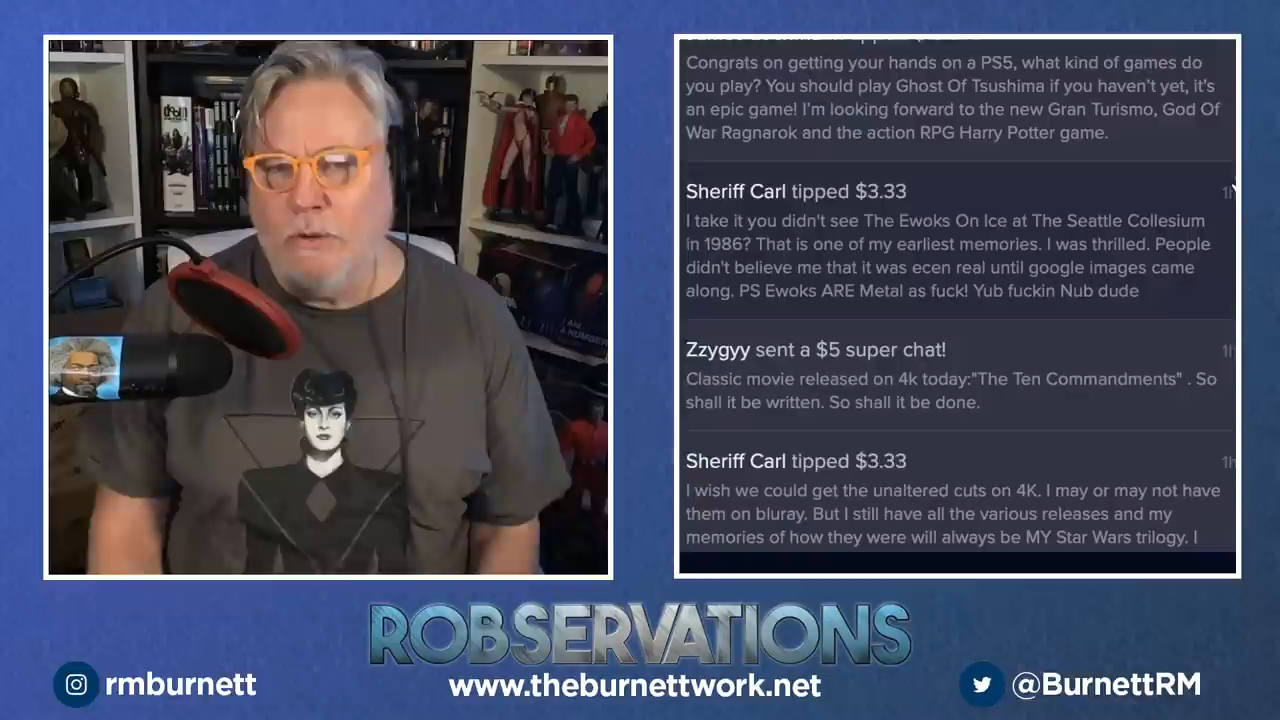 Congrats on getting your hands on a PS5, what kind of games do
you play? You should play Ghost Of Tsushima if you haven't yet, it's
an epic game! I'm looking forward to the new Gran Turismo, God Of
War Ragnarok and the action RPG Harry Potter game.
Sheriff Carl tipped $3.33
I take it you didn't see The Ewoks On Ice at The Seattle Collesium
in 1986? That is one of my earliest memories. I was thrilled. People
didn't believe me that it was ecen real until google images came
along. PS Ewoks ARE Metal as fuck! Yub fuckin Nub dude
Zzygyy sent a $5 super chat!
Classic movie released on 4k today:"The Ten Commandments" . So
shall it be written. So shall it be done.
Sheriff Carl tipped $3.33
I wish we could get the unaltered cuts on 4K. I may or may not have
them on bluray. But I still have all the various releases and my
memories of how they were will always be MY Star Wars trilogy. I
I AM
A NUMBER
ROBSERVATIONS
rmburnett
www.theburnettwork.net
@BurnettRM